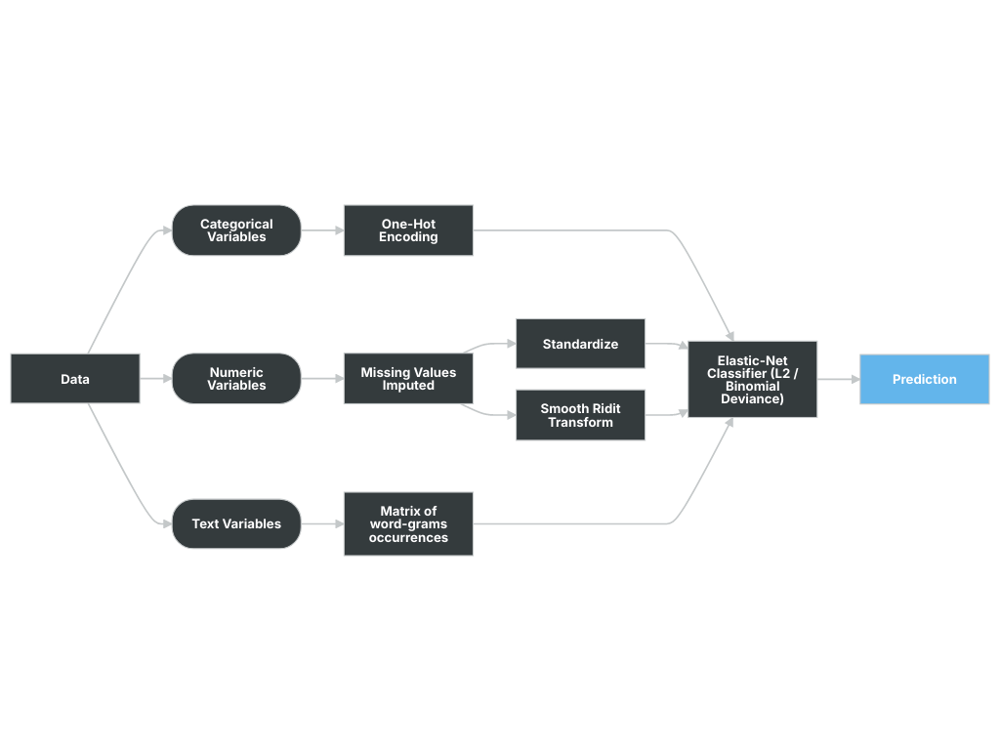 Categorical
Variables
One-Hot
Encoding
Data
Numeric
Variables
Missing Values
Imputed
Standardize
Smooth Ridit
Transform
Elastic-Net
Classifier (L2 /
Binomial
Deviance)
Prediction
Text Variables
Matrix of
word-grams
occurrences